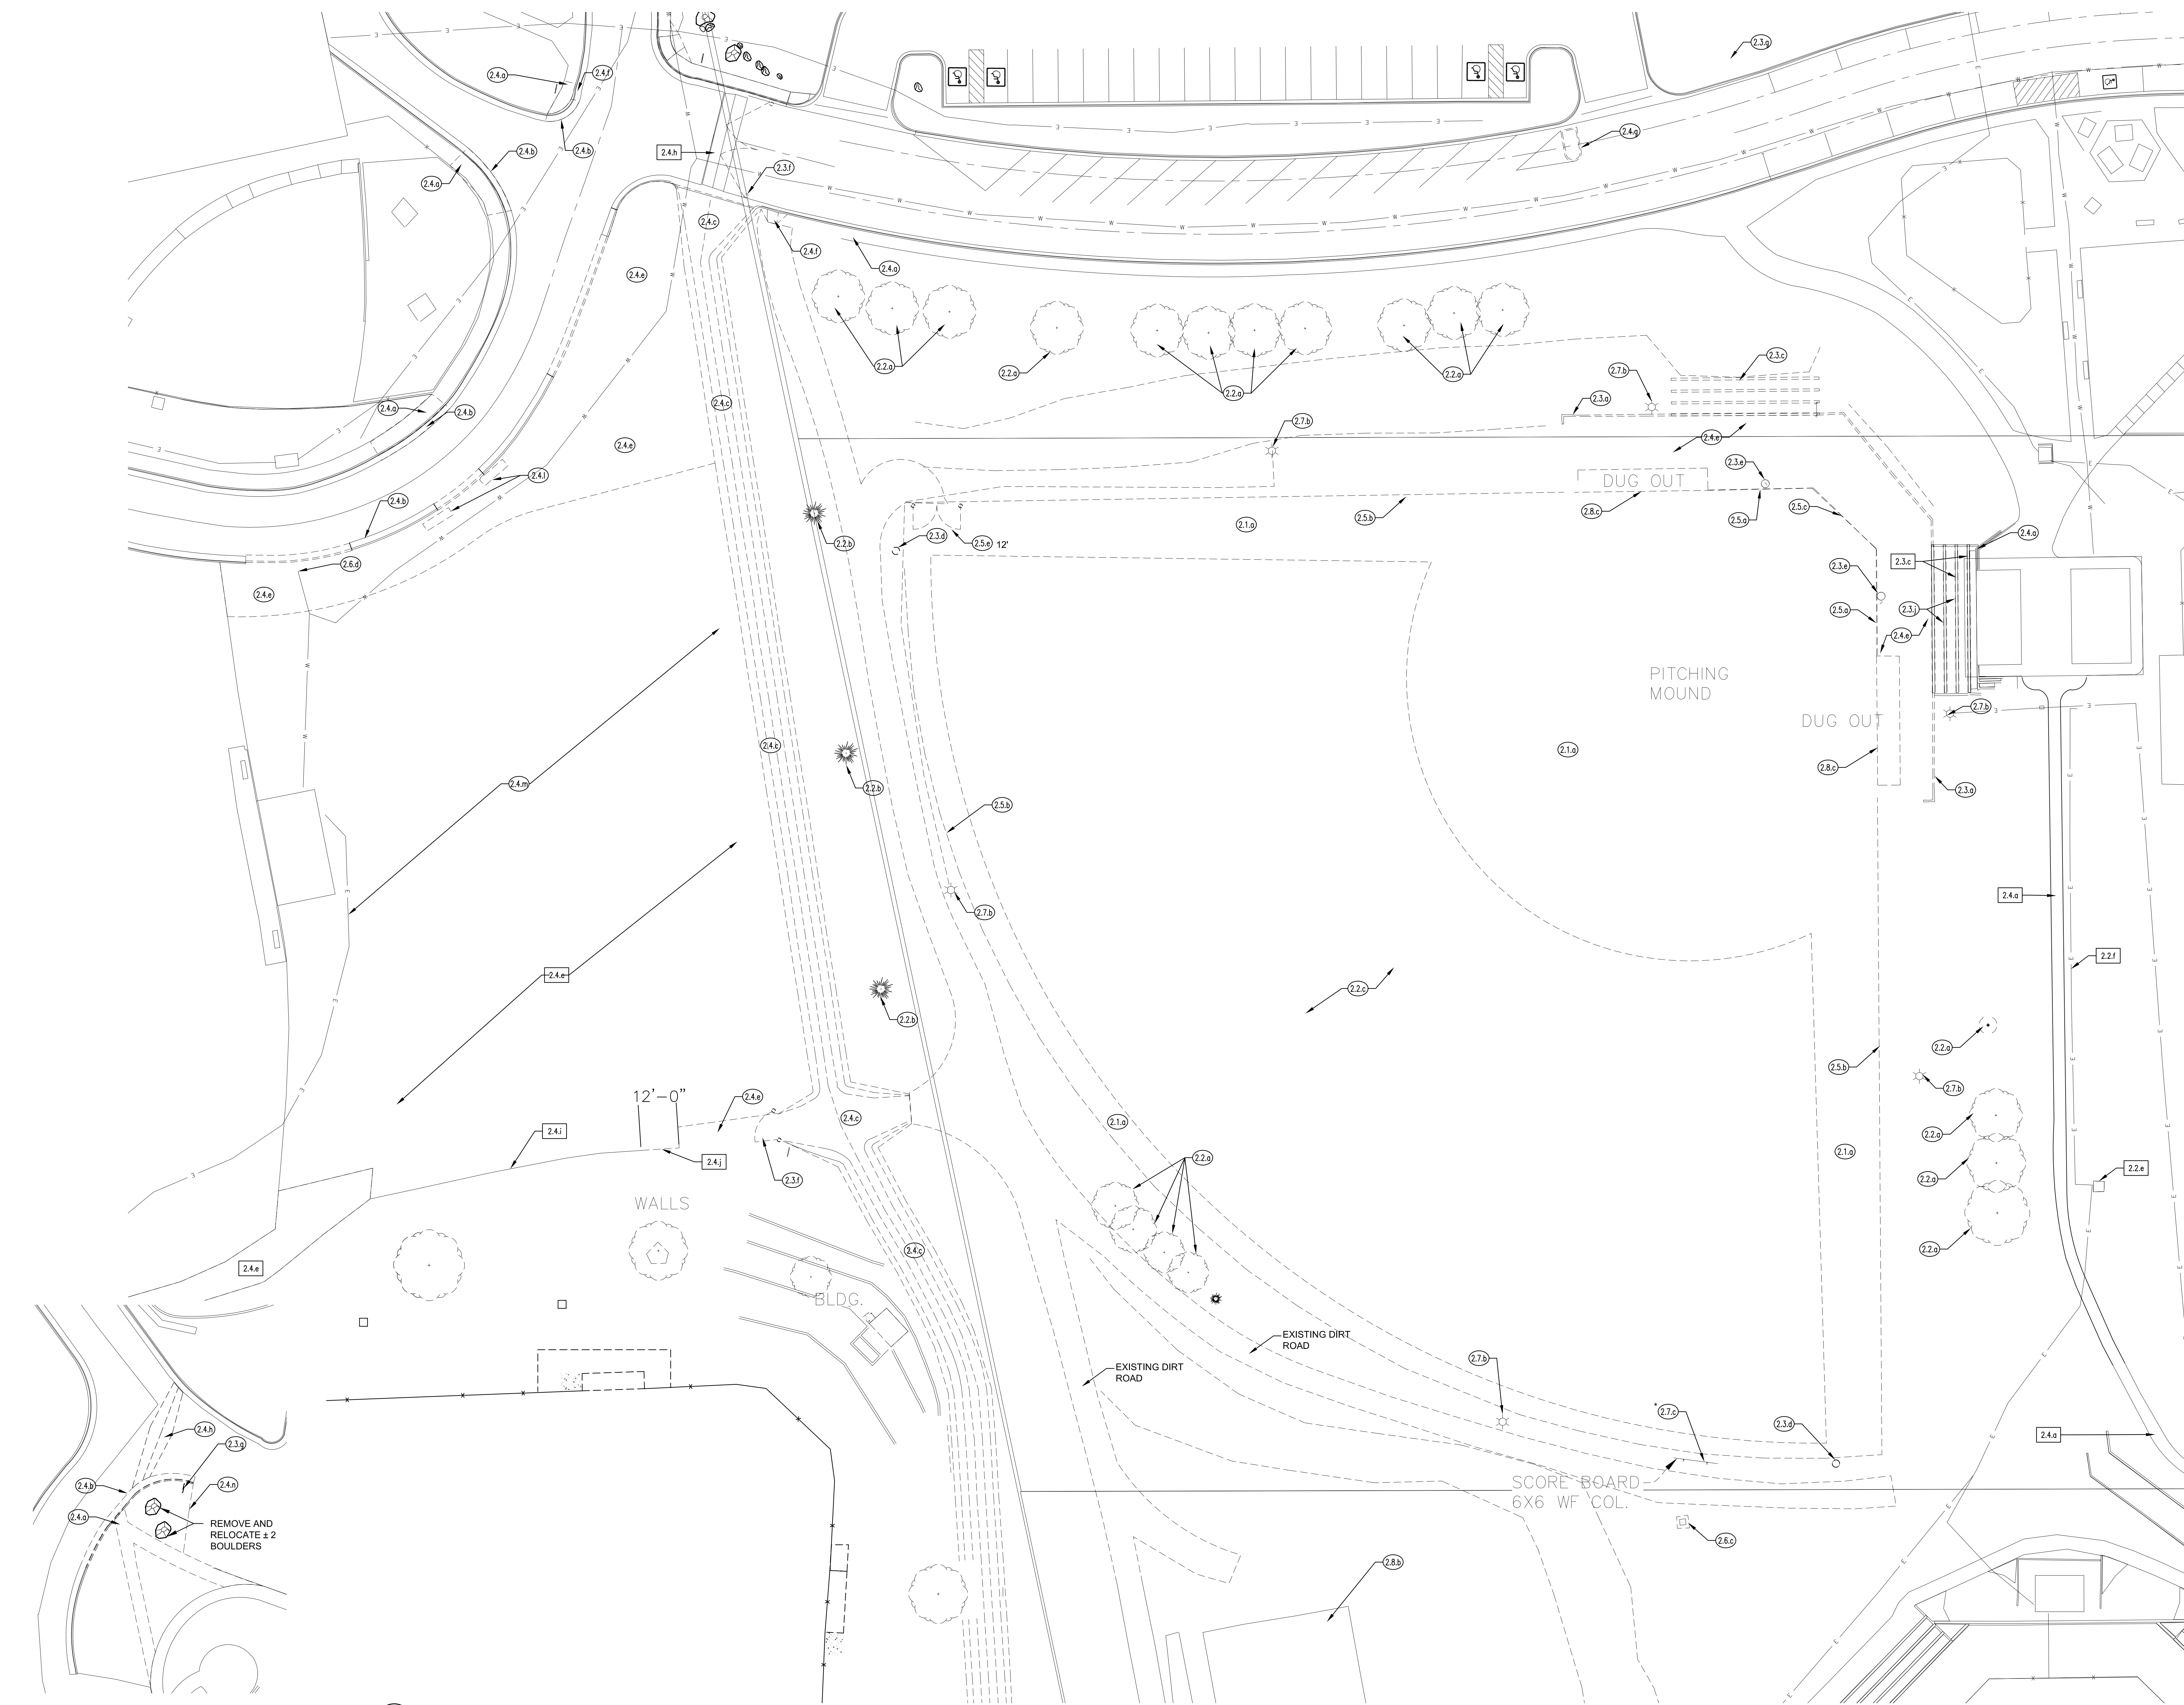 2.3.g
2.4.a
2.4.f
2.4.g
2.4.b
2.4.b
2.4.h
2.3.f
2.4.a
2.4.c
2.4.f
2.4.a
2.4.e
2.2.a
2.2.a
2.2.a
2.2.a
2.3.c
2.7.b
2.4.c
2.3.a
2.4.a
2.4.b
2.7.b
2.4.e
2.4.e
2.3.e
2.4.l
DUG OUT
2.4.b
2.5.c
2.8.c
2.5.b
2.5.a
2.1.a
2.4.a
2.3.d
2.2.b
2.5.e 12'
2.6.d
2.3.c
2.3.e
2.4.e
2.3.j
2.5.a
2.4.e
PITCHING
MOUND
2.7.b
DUG OUT
2.4.c
2.1.a
2.8.c
2.4.m
2.2.b
2.3.a
2.5.b
2.4.a
2.7.b
2.2.f
2.4.e
2.2.c
2.2.b
2.2.a
2.5.b
2.7.b
12'-0"
2.4.e
2.4.c
2.1.a
2.4.i
2.2.a
2.1.a
2.4.j
2.2.a
2.2.e
2.3.f
2.2.a
WALLS
2.4.c
2.2.a
2.4.e
BLDG.
EXISTING DIRT
ROAD
2.7.b
EXISTING DIRT
ROAD
*
2.7.c
2.3.d
2.4.h
2.4.a
2.3.g
SCORE BOARD
6X6 WF COL.
2.4.b
2.4.n
2.4.a
REMOVE AND
RELOCATE ± 2
BOULDERS
2.6.c
2.8.b